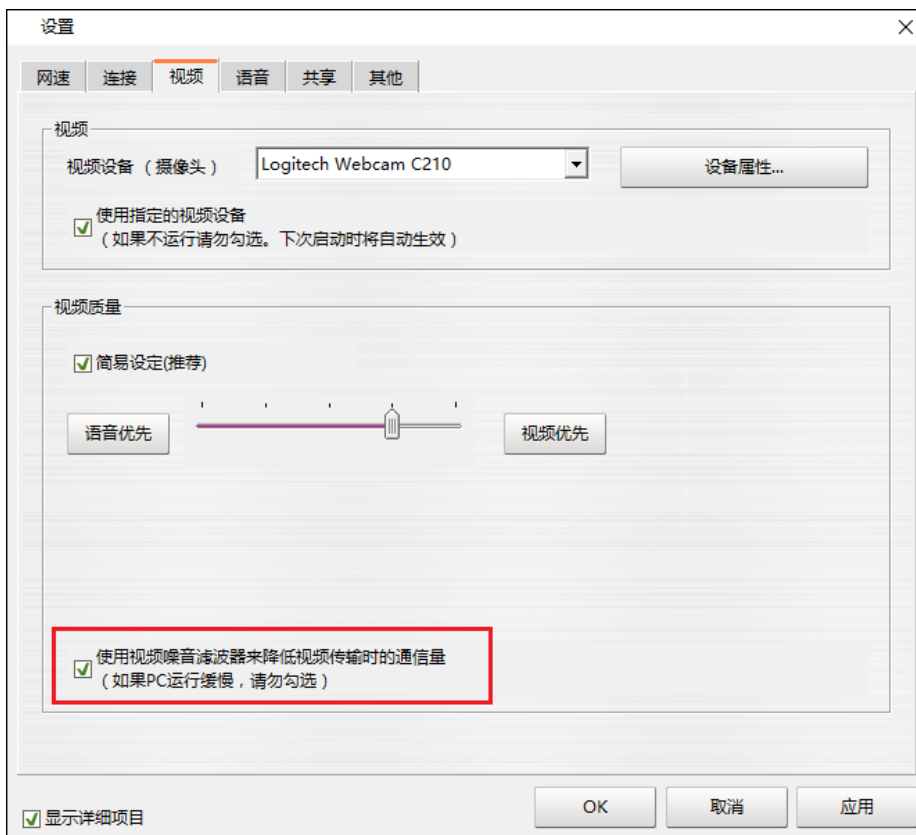 设置
网速 连接 视频 语音 共享 其他
视频
视频设备（摄像头） Logitech Webcam C210 设备属性...
使用指定的视频设备
（如果不运行请勿勾选。下次启动时将自动生效）
视频质量
简易设定(推荐)
语音优先 视频优先
使用视频噪音滤波器来降低视频传输时的通信量
（如果PC运行缓慢，请勿勾选）
显示详细项目 OK 取消 应用